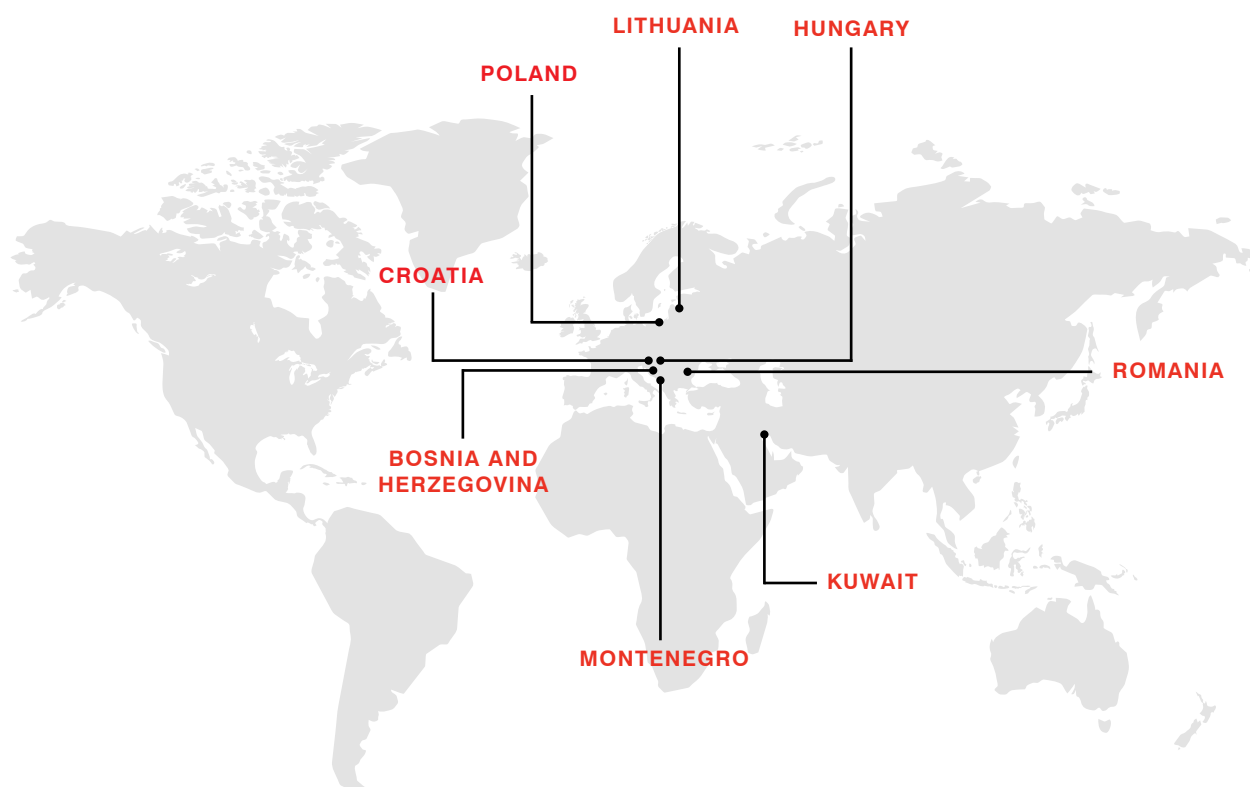 LITHUANIA
HUNGARY
POLAND
CROATIA
ROMANIA
BOSNIA AND
HERZEGOVINA
KUWAIT
MONTENEGRO